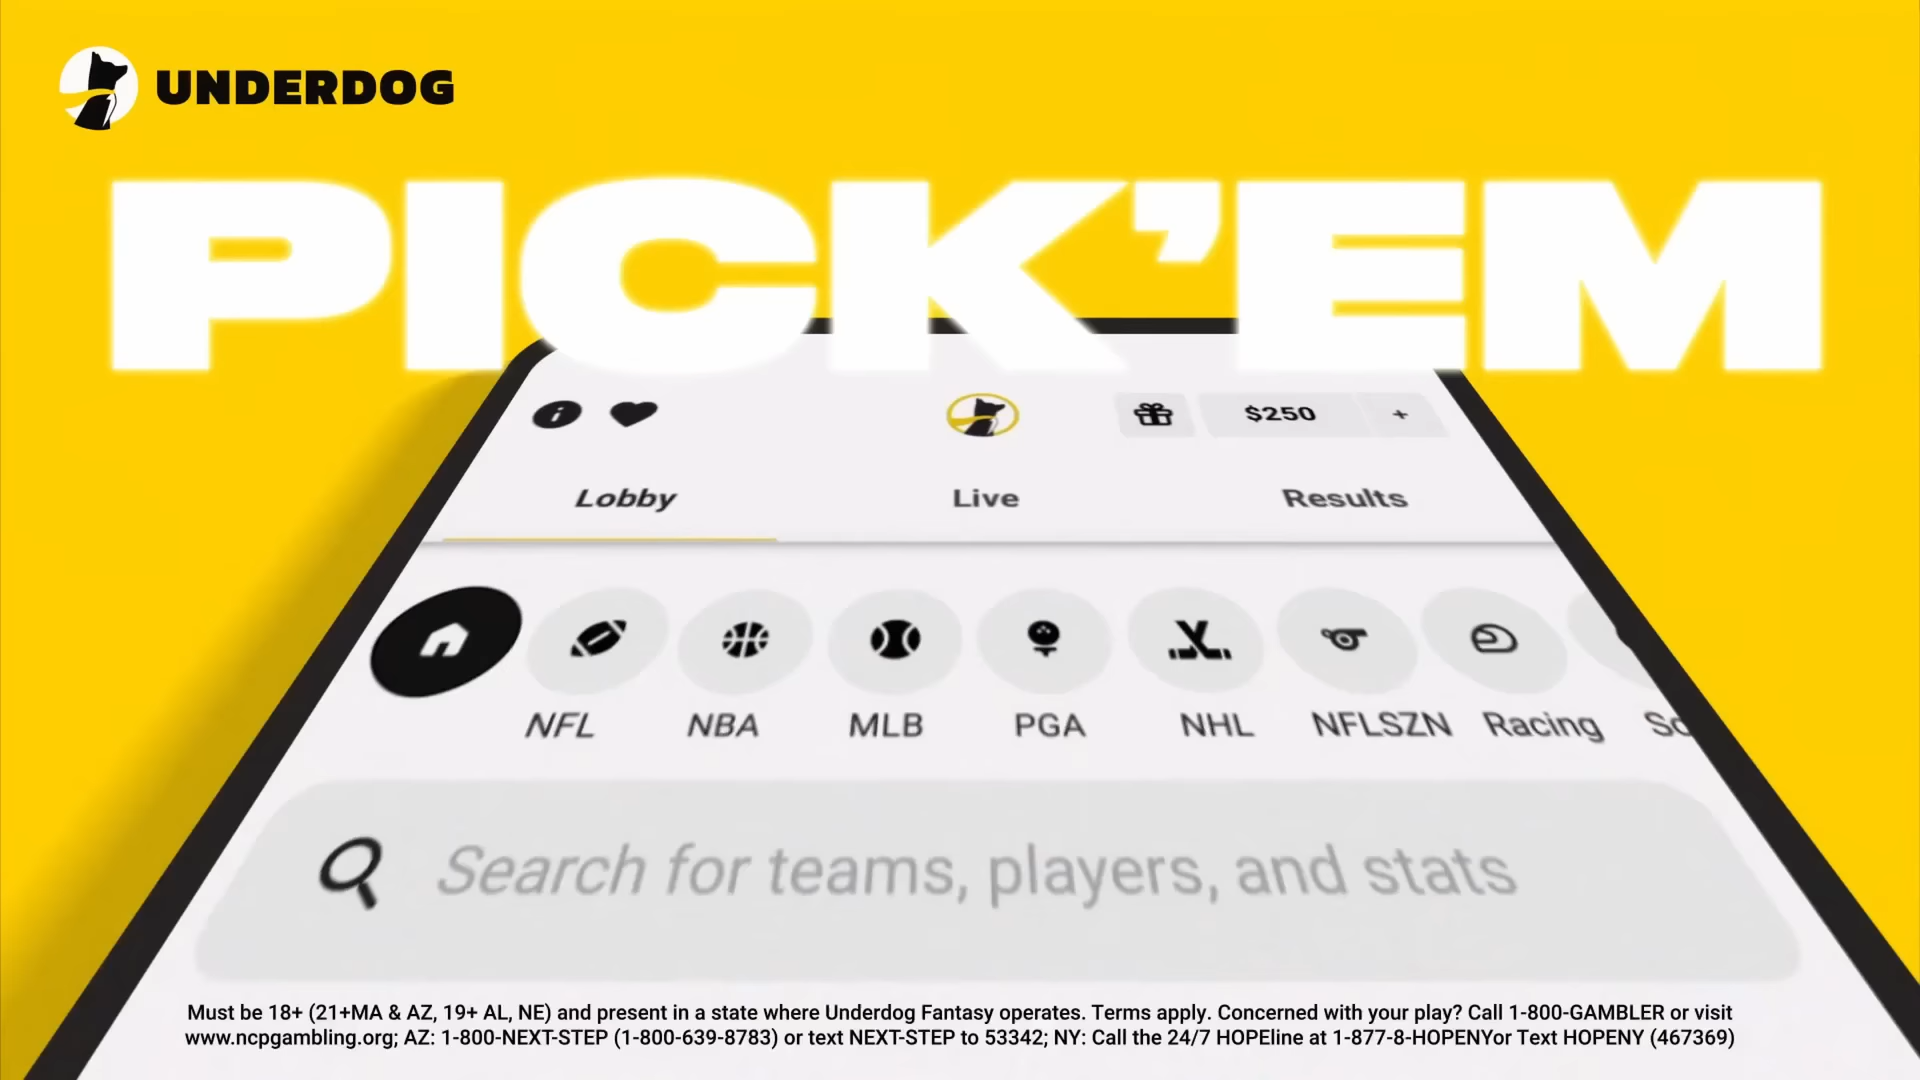 UNDERDOG
PICK'EM
$250 +
Lobby Live Results
NFL NBA MLB PGA NHL NFLSZN Racing
Search for teams, players, and stats
Must be 18+ (21+MA & AZ, 19+ AL, NE) and present in a state where Underdog Fantasy operates. Terms apply. Concerned with your play? Call 1-800-GAMBLER or visit
www.ncpgambling.org; AZ: 1-800-NEXT-STEP (1-800-639-8783) or text NEXT-STEP to 53342; NY: Call the 24/7 HOPEline at 1-877-8-HOPENYor Text HOPENY (467369)